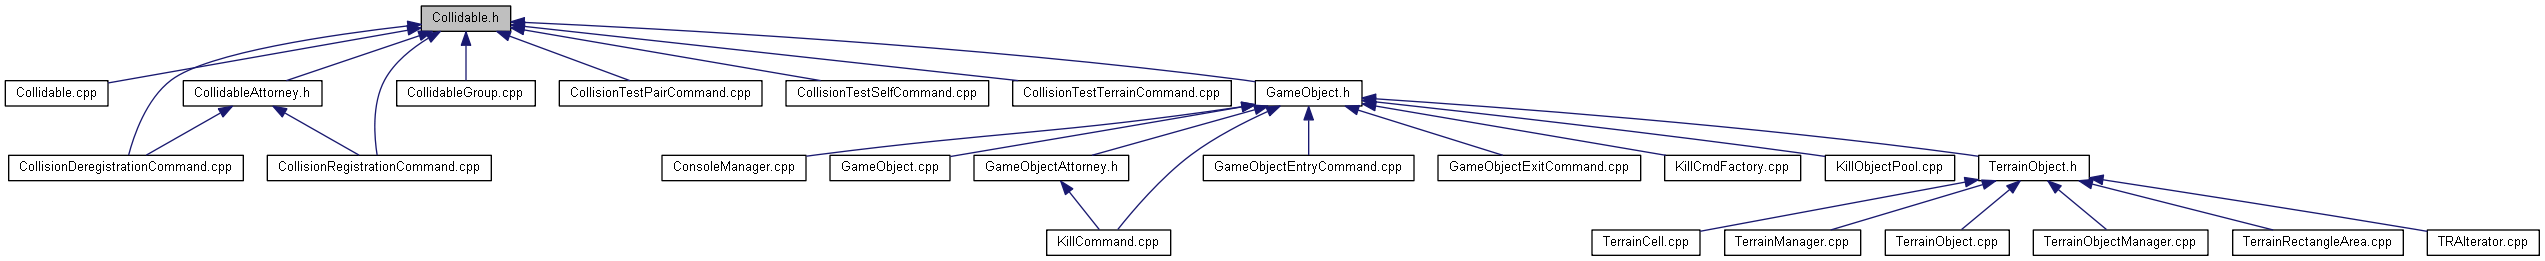 Collidable.h
Collidable.cpp
CollidableAttorney.h
CollidableGroup.cpp
CollisionTestPairCommand.cpp
CollisionTestSelfCommand.cpp
CollisionTestTerrainCommand.cpp
GameObject.h
CollisionDeregistrationCommand.cpp
CollisionRegistrationCommand.cpp
ConsoleManager.cpp
GameObject.cpp
GameObjectAttorney.h
GameObjectEntryCommand.cpp
GameObjectExitCommand.cpp
KillCmdFactory.cpp
KillObjectPool.cpp
TerrainObject.h
KillCommand.cpp
TerrainCell.cpp
TerrainManager.cpp
TerrainObject.cpp
TerrainObjectManager.cpp
TerrainRectangleArea.cpp
TRAIterator.cpp